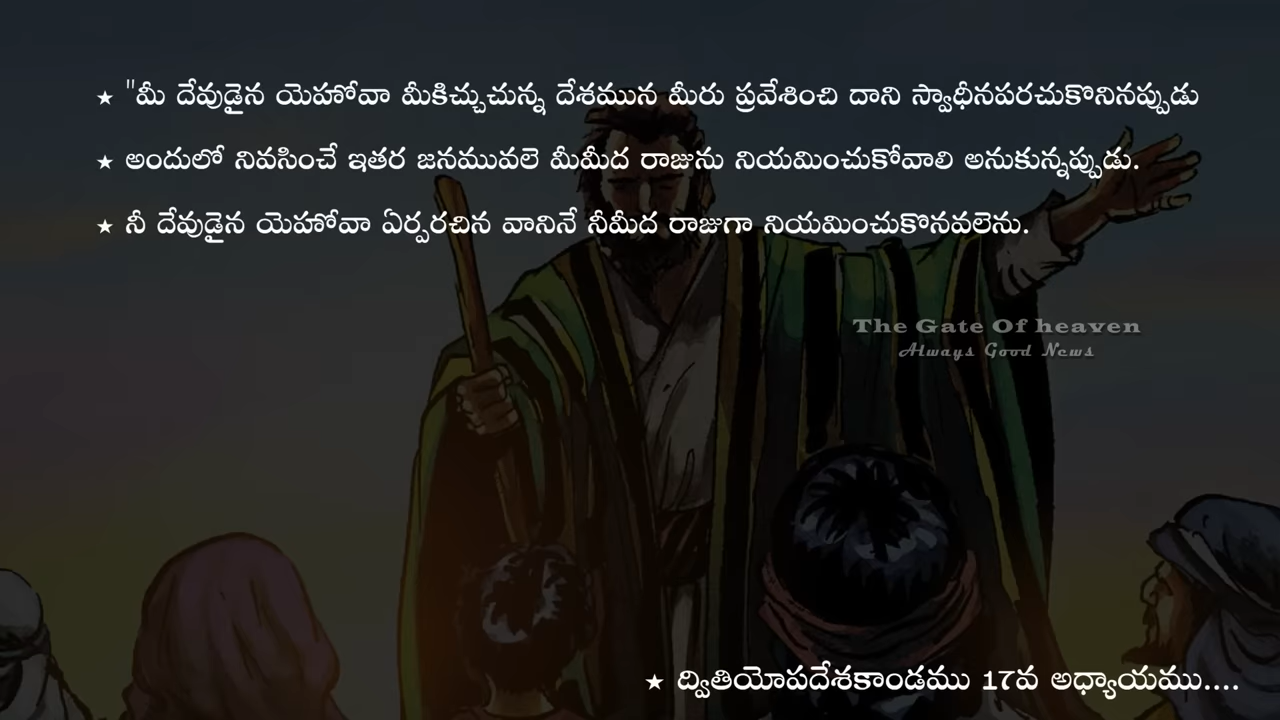 ★ "మీ దేవుడైన యెహోవా మీకిచ్చుచున్న దేశమున మీరు ప్రవేశించి దాని స్వాధీనపరచుకొనినప్పుడు
★ అందులో నివసించే ఇతర జనమువలె మీమీద రాజును నియమించుకోవాలి అనుకున్నప్పుడు.
★ నీ దేవుడైన యెహోవా ఏర్పరచిన వానినే నీమీద రాజుగా నియమించుకొనవలెను.
The Gate Of heaven
Always Good News
★ ద్వితియోపదేశకాండము 17వ అధ్యాయము....